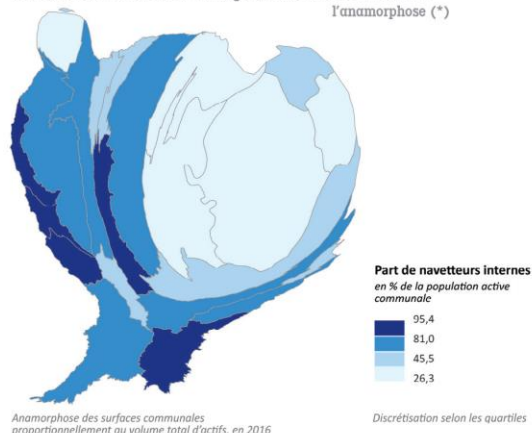 l'anamorphose (*)
Part de navetteurs internes
en % de la population active
communale
95,4
81,0
45,5
26,3
Anamorphose des surfaces communales
proportionnellement au volume total d'actifs, en 2016
Discrétisation selon les quartiles